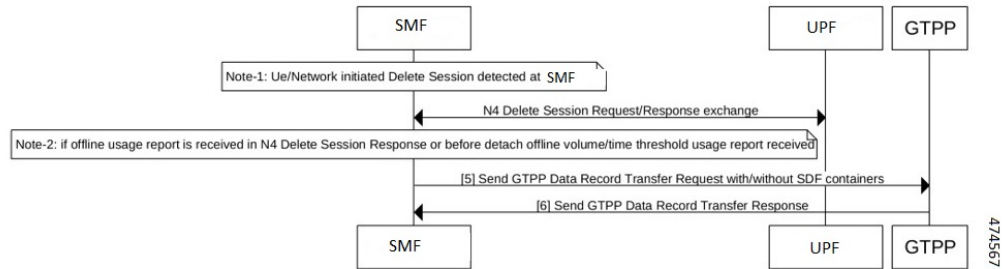 SMF
UPF
GTPP
Note-1: Ue/Network initiated Delete Session detected at SMF
N4 Delete Session Request/Response exchange
Note-2: if offline usage report is received in N4 Delete Session Response or before detach offline volume/time threshold usage report received
[5] Send GTPP Data Record Transfer Request with/without SDF containers
[6] Send GTPP Data Record Transfer Response
SMF
UPF
GTPP
474567